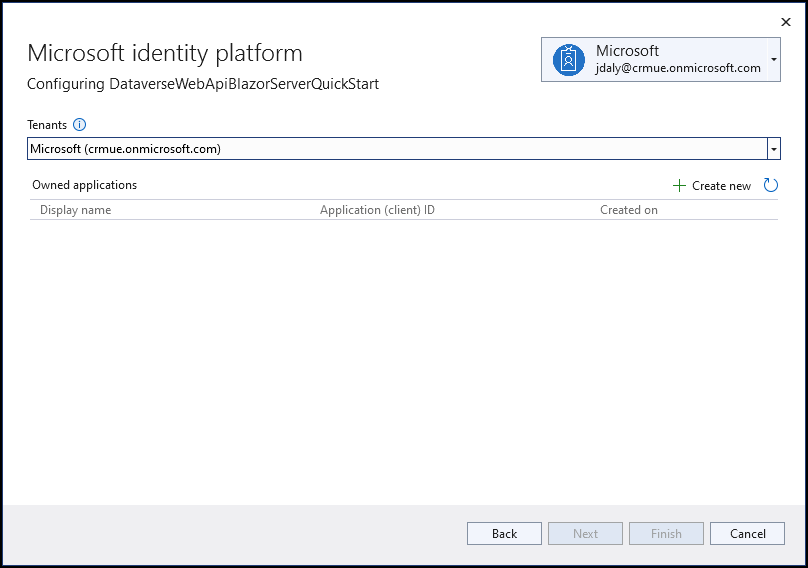 Microsoft identity platform
Configuring DataverseWebApiBlazorServerQuickStart
Microsoft
jdaly@crmue.onmicrosoft.com
Tenants
Microsoft (crmue.onmicrosoft.com)
Owned applications
Create new
Display name Application (client) ID Created on
Back Next Finish Cancel